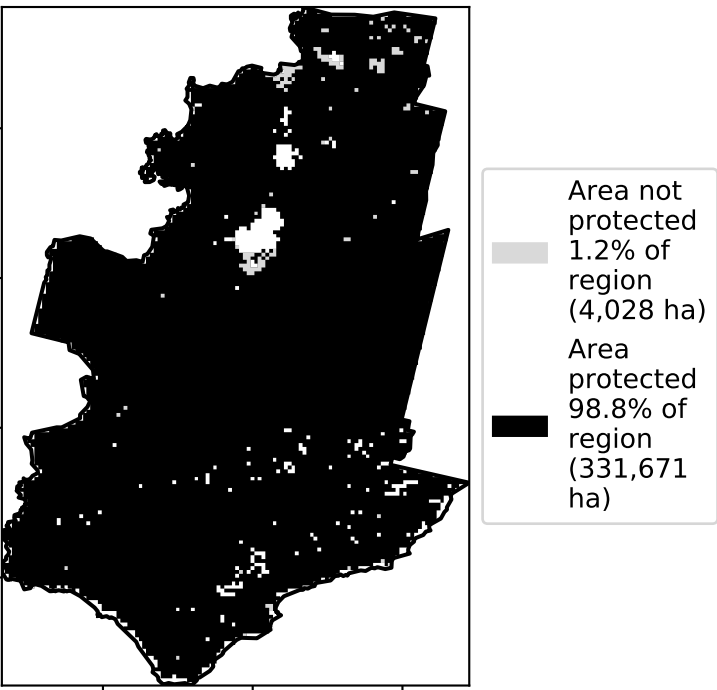 Area not
protected
1.2% of
region
(4,028 ha)
Area
protected
98.8% of
region
(331,671
ha)